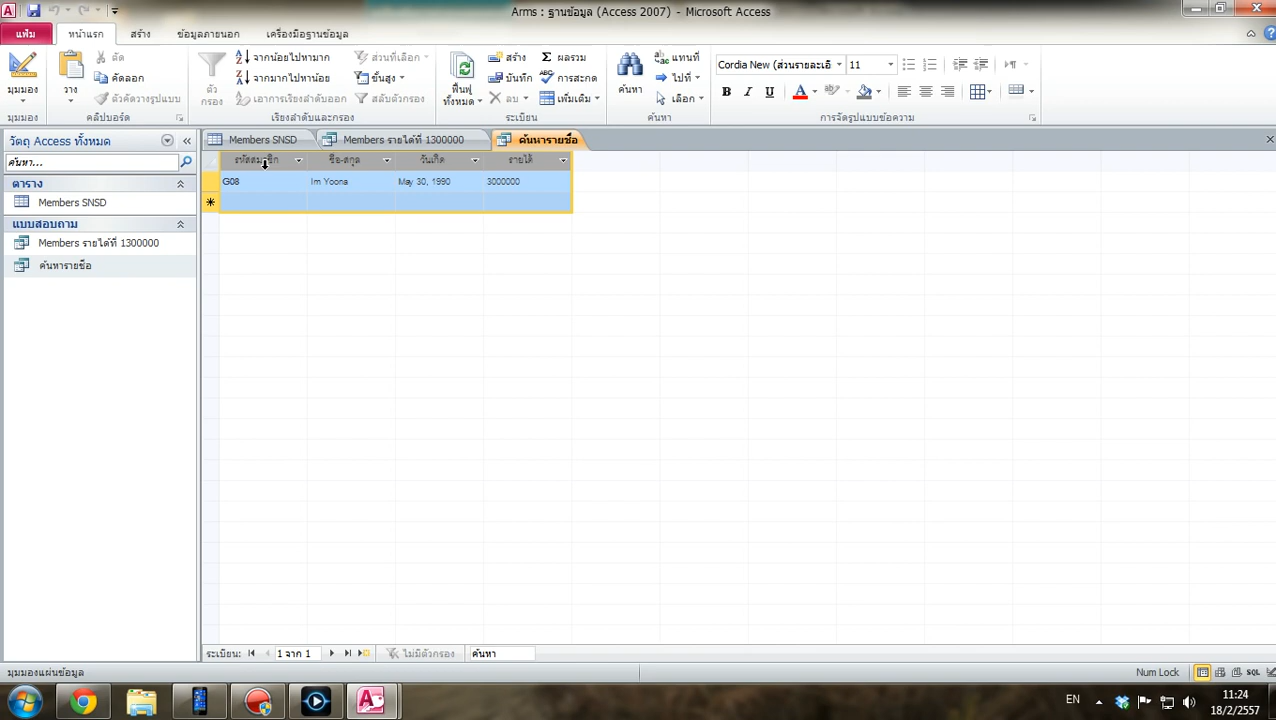 Arms : ฐานข้อมูล (Access 2007) - Microsoft Access
แฟ้ม หน้าแรก สร้าง ข้อมูลภายนอก เครื่องมือฐานข้อมูล
ตัด จากน้อยไปหามาก ส่วนที่เลือก สร้าง ผลรวม แทนที่ Cordia New (ส่วนรายละเอี 11
คัดลอก จากมากไปหาน้อย ขั้นสูง บันทึก การสะกด ไปที่
มุมมอง วาง ตัวคัดวางรูปแบบ ตัวกรอง เอาการเรียงลำดับออก สลับตัวกรอง ฟื้นฟูทั้งหมด ลบ เพิ่มเติม ค้นหา เลือก B I U
มุมมอง คลิปบอร์ด เรียงลำดับและกรอง ระเบียน ค้นหา การจัดรูปแบบข้อความ
วัตถุ Access ทั้งหมด
ค้นหา...
ตาราง
Members SNSD
แบบสอบถาม
Members รายได้ที่ 1300000
ค้นหารายชื่อ
Members SNSD Members รายได้ที่ 1300000 ค้นหารายชื่อ
รหัสสมาชิก ชื่อ-สกุล วันเกิด รายได้
G08 Im Yoona May 30, 1990 3000000
ระเบียน: 1 จาก 1 ไม่มีตัวกรอง ค้นหา
มุมมองแผ่นข้อมูล Num Lock SQL
EN 11:24
18/2/2557